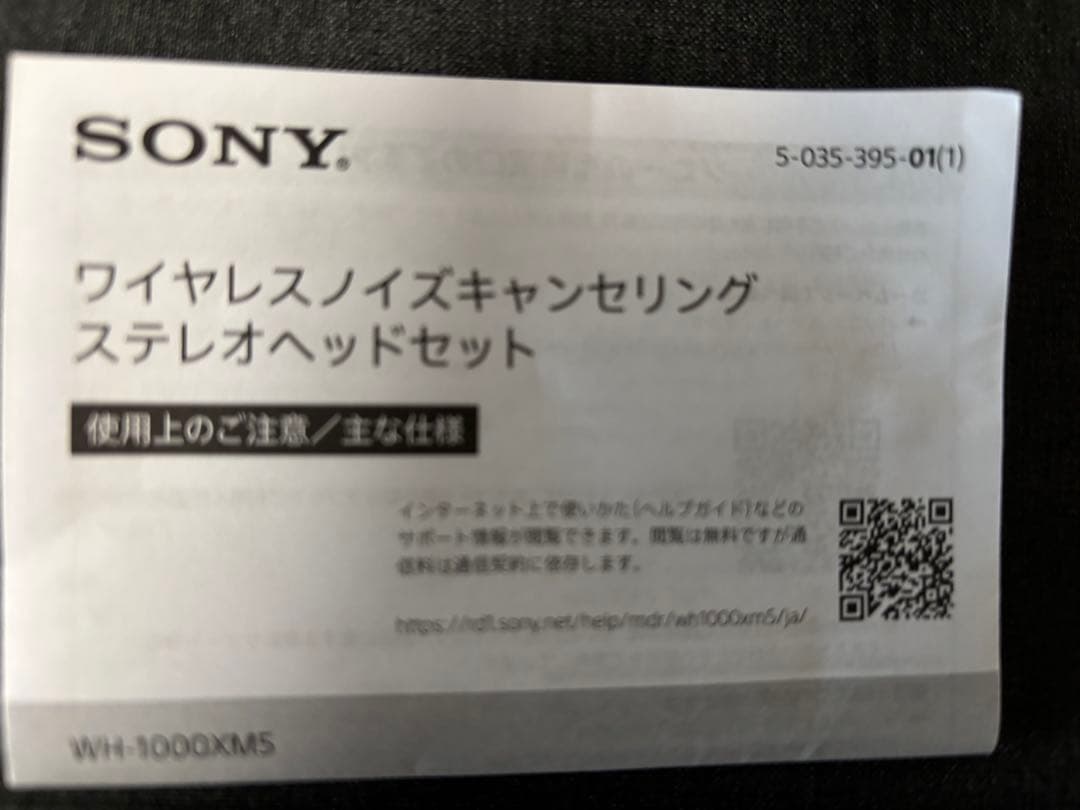 SONY®
5-035-395-01(1)
ワイヤレスノイズキャンセリング
ステレオヘッドセット
使用上のご注意／主な仕様
インターネット上で使いかた(ヘルプガイド)などの
サポート情報が閲覧できます。閲覧は無料ですが通
信料は通信契約に依存します。
https://rd1.sony.net/help/mdr/wh1000xm5/ja/
WH-1000XM5